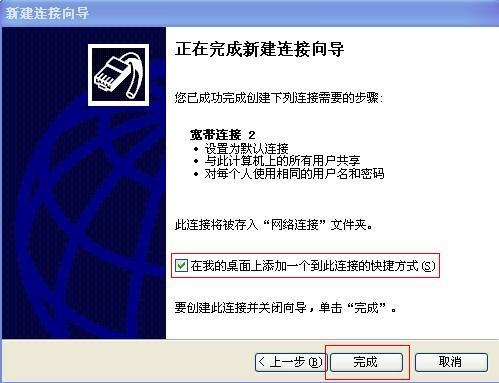 新建连接向导
正在完成新建连接向导
您已成功完成创建下列连接需要的步骤:
宽带连接 2
• 设置为默认连接
• 与此计算机上的所有用户共享
• 对每个人使用相同的用户名和密码
此连接将被存入“网络连接”文件夹。
在我的桌面上添加一个到此连接的快捷方式(S)
要创建此连接并关闭向导，单击“完成”。
< 上一步(B)
完成
取消